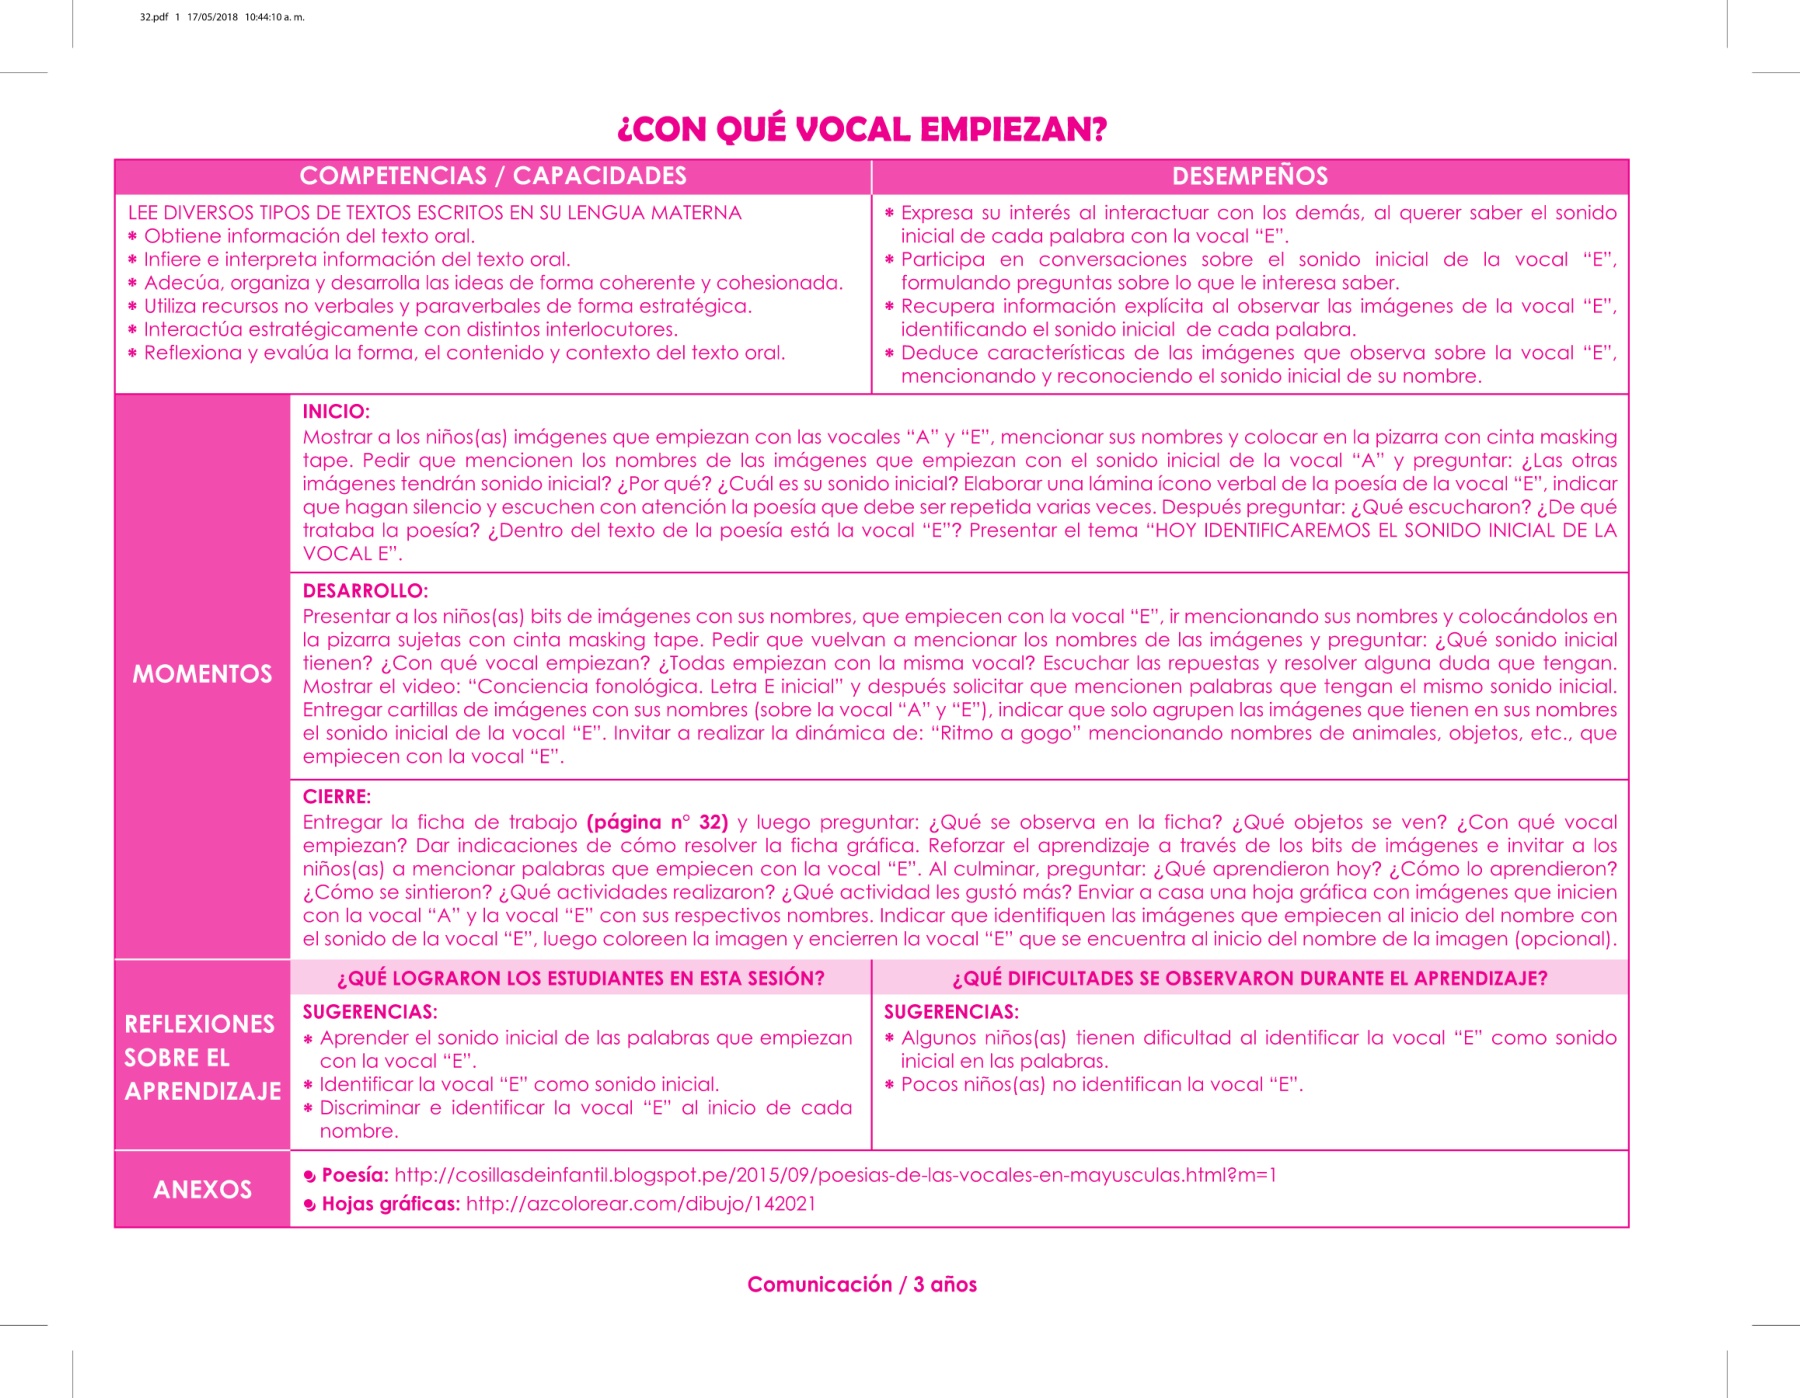 32.pdf 1 17/05/2018 10:44:10 a. m.
¿CON QUÉ VOCAL EMPIEZAN?
COMPETENCIAS / CAPACIDADES
LEE DIVERSOS TIPOS DE TEXTOS ESCRITOS EN SU LENGUA MATERNA
* Obtiene información del texto oral.
* Infiere e interpreta información del texto oral.
* Adecúa, organiza y desarrolla las ideas de forma coherente y cohesionada.
* Utiliza recursos no verbales y paraverbales de forma estratégica.
* Interactúa estratégicamente con distintos interlocutores.
* Reflexiona y evalúa la forma, el contenido y contexto del texto oral.
DESEMPEÑOS
* Expresa su interés al interactuar con los demás, al querer saber el sonido
inicial de cada palabra con la vocal “E”.
* Participa en conversaciones sobre el sonido inicial de la vocal “E”,
formulando preguntas sobre lo que le interesa saber.
* Recupera información explícita al observar las imágenes de la vocal “E”,
identificando el sonido inicial de cada palabra.
* Deduce características de las imágenes que observa sobre la vocal “E”,
mencionando y reconociendo el sonido inicial de su nombre.
MOMENTOS
INICIO:
Mostrar a los niños(as) imágenes que empiezan con las vocales “A” y “E”, mencionar sus nombres y colocar en la pizarra con cinta masking
tape. Pedir que mencionen los nombres de las imágenes que empiezan con el sonido inicial de la vocal “A” y preguntar: ¿Las otras
imágenes tendrán sonido inicial? ¿Por qué? ¿Cuál es su sonido inicial? Elaborar una lámina ícono verbal de la poesía de la vocal “E”, indicar
que hagan silencio y escuchen con atención la poesía que debe ser repetida varias veces. Después preguntar: ¿Qué escucharon? ¿De qué
trataba la poesía? ¿Dentro del texto de la poesía está la vocal “E”? Presentar el tema “HOY IDENTIFICAREMOS EL SONIDO INICIAL DE LA
VOCAL E”.
DESARROLLO:
Presentar a los niños(as) bits de imágenes con sus nombres, que empiecen con la vocal “E”, ir mencionando sus nombres y colocándolos en
la pizarra sujetas con cinta masking tape. Pedir que vuelvan a mencionar los nombres de las imágenes y preguntar: ¿Qué sonido inicial
tienen? ¿Con qué vocal empiezan? ¿Todas empiezan con la misma vocal? Escuchar las repuestas y resolver alguna duda que tengan.
Mostrar el video: “Conciencia fonológica. Letra E inicial” y después solicitar que mencionen palabras que tengan el mismo sonido inicial.
Entregar cartillas de imágenes con sus nombres (sobre la vocal “A” y “E”), indicar que solo agrupen las imágenes que tienen en sus nombres
el sonido inicial de la vocal “E”. Invitar a realizar la dinámica de: “Ritmo a gogo” mencionando nombres de animales, objetos, etc., que
empiecen con la vocal “E”.
CIERRE:
Entregar la ficha de trabajo (página n° 32) y luego preguntar: ¿Qué se observa en la ficha? ¿Qué objetos se ven? ¿Con qué vocal
empiezan? Dar indicaciones de cómo resolver la ficha gráfica. Reforzar el aprendizaje a través de los bits de imágenes e invitar a los
niños(as) a mencionar palabras que empiecen con la vocal “E”. Al culminar, preguntar: ¿Qué aprendieron hoy? ¿Cómo lo aprendieron?
¿Cómo se sintieron? ¿Qué actividades realizaron? ¿Qué actividad les gustó más? Enviar a casa una hoja gráfica con imágenes que inicien
con la vocal “A” y la vocal “E” con sus respectivos nombres. Indicar que identifiquen las imágenes que empiecen al inicio del nombre con
el sonido de la vocal “E”, luego coloreen la imagen y encierren la vocal “E” que se encuentra al inicio del nombre de la imagen (opcional).
REFLEXIONES
SOBRE EL
APRENDIZAJE
¿QUÉ LOGRARON LOS ESTUDIANTES EN ESTA SESIÓN?
SUGERENCIAS:
* Aprender el sonido inicial de las palabras que empiezan
con la vocal “E”.
* Identificar la vocal “E” como sonido inicial.
* Discriminar e identificar la vocal “E” al inicio de cada
nombre.
¿QUÉ DIFICULTADES SE OBSERVARON DURANTE EL APRENDIZAJE?
SUGERENCIAS:
* Algunos niños(as) tienen dificultad al identificar la vocal “E” como sonido
inicial en las palabras.
* Pocos niños(as) no identifican la vocal “E”.
ANEXOS
Poesía: http://cosillasdeinfantil.blogspot.pe/2015/09/poesias-de-las-vocales-en-mayusculas.html?m=1
Hojas gráficas: http://azcolorear.com/dibujo/142021
Comunicación / 3 años